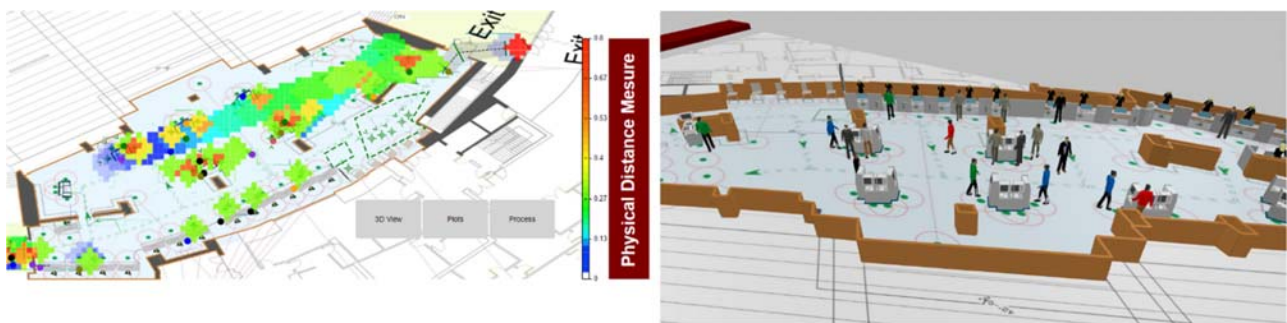 Exit
Exit
3D View
Plots
Process
0.8
0.67
0.53
0.4
0.27
0.13
0
Physical Distance Mesure